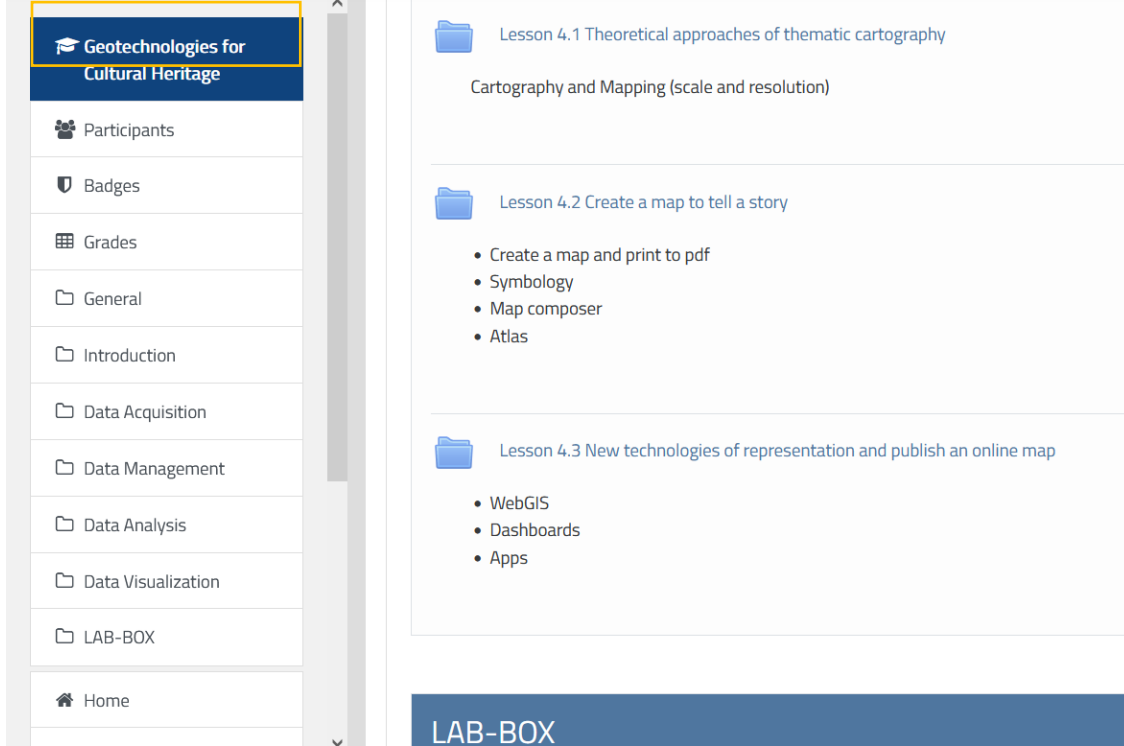 Geotechnologies for
Cultural Heritage
Participants
Badges
Grades
General
Introduction
Data Acquisition
Data Management
Data Analysis
Data Visualization
LAB-BOX
Home
Lesson 4.1 Theoretical approaches of thematic cartography
Cartography and Mapping (scale and resolution)
Lesson 4.2 Create a map to tell a story
• Create a map and print to pdf
• Symbology
• Map composer
• Atlas
Lesson 4.3 New technologies of representation and publish an online map
• WebGIS
• Dashboards
• Apps
LAB-BOX